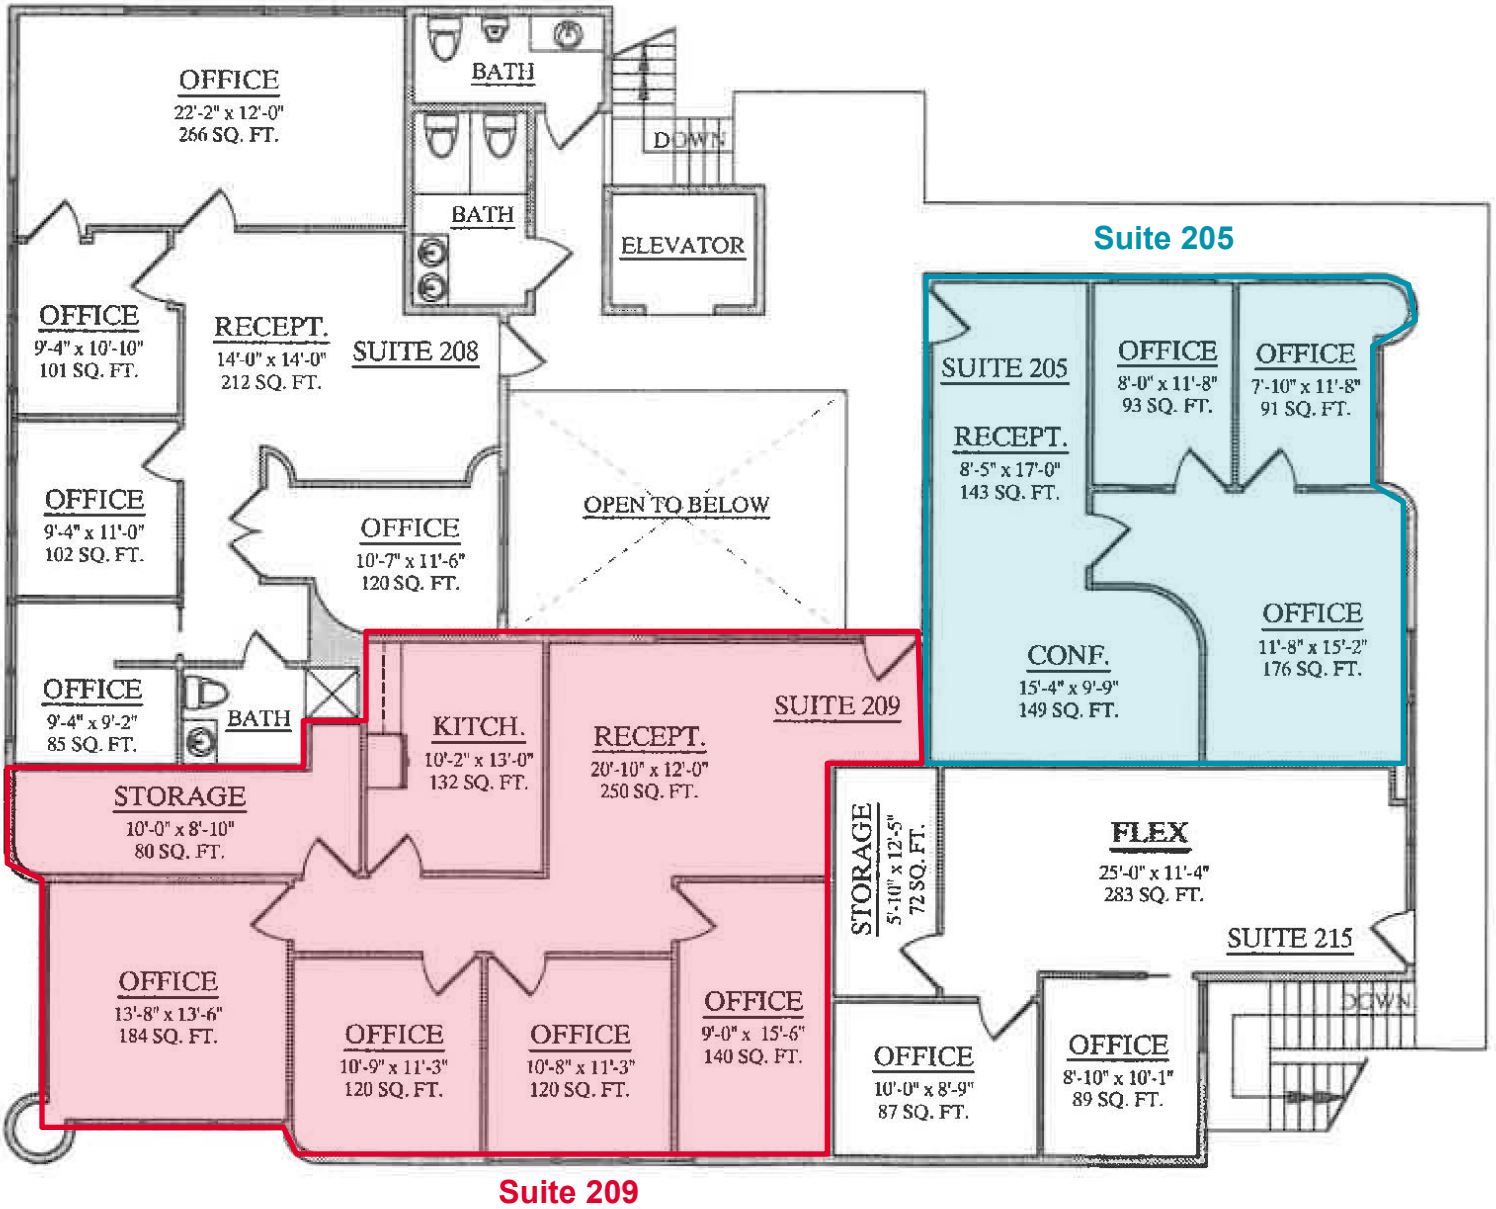 OFFICE
22'-2" x 12'-0"
266 SQ. FT.
BATH
DOWN
BATH
ELEVATOR
Suite 205
OFFICE
9'-4" x 10'-10"
101 SQ. FT.
RECEPT.
14'-0" x 14'-0"
212 SQ. FT.
SUITE 208
SUITE 205
OFFICE
8'-0" x 11'-8"
93 SQ. FT.
OFFICE
7'-10" x 11'-8"
91 SQ. FT.
RECEPT.
8'-5" x 17'-0"
143 SQ. FT.
OFFICE
9'-4" x 11'-0"
102 SQ. FT.
OFFICE
10'-7" x 11'-6"
120 SQ. FT.
OPEN TO BELOW
OFFICE
11'-8" x 15'-2"
176 SQ. FT.
CONF.
15'-4" x 9'-9"
149 SQ. FT.
OFFICE
9'-4" x 9'-2"
85 SQ. FT.
BATH
KITCH.
10'-2" x 13'-0"
132 SQ. FT.
RECEPT.
20'-10" x 12'-0"
250 SQ. FT.
SUITE 209
STORAGE
10'-0" x 8'-10"
80 SQ. FT.
STORAGE
5'-10" x 12'-5"
72 SQ. FT.
FLEX
25'-0" x 11'-4"
283 SQ. FT.
SUITE 215
OFFICE
13'-8" x 13'-6"
184 SQ. FT.
OFFICE
10'-9" x 11'-3"
120 SQ. FT.
OFFICE
10'-8" x 11'-3"
120 SQ. FT.
OFFICE
9'-0" x 15'-6"
140 SQ. FT.
OFFICE
10'-0" x 8'-9"
87 SQ. FT.
OFFICE
8'-10" x 10'-1"
89 SQ. FT.
DOWN
Suite 209